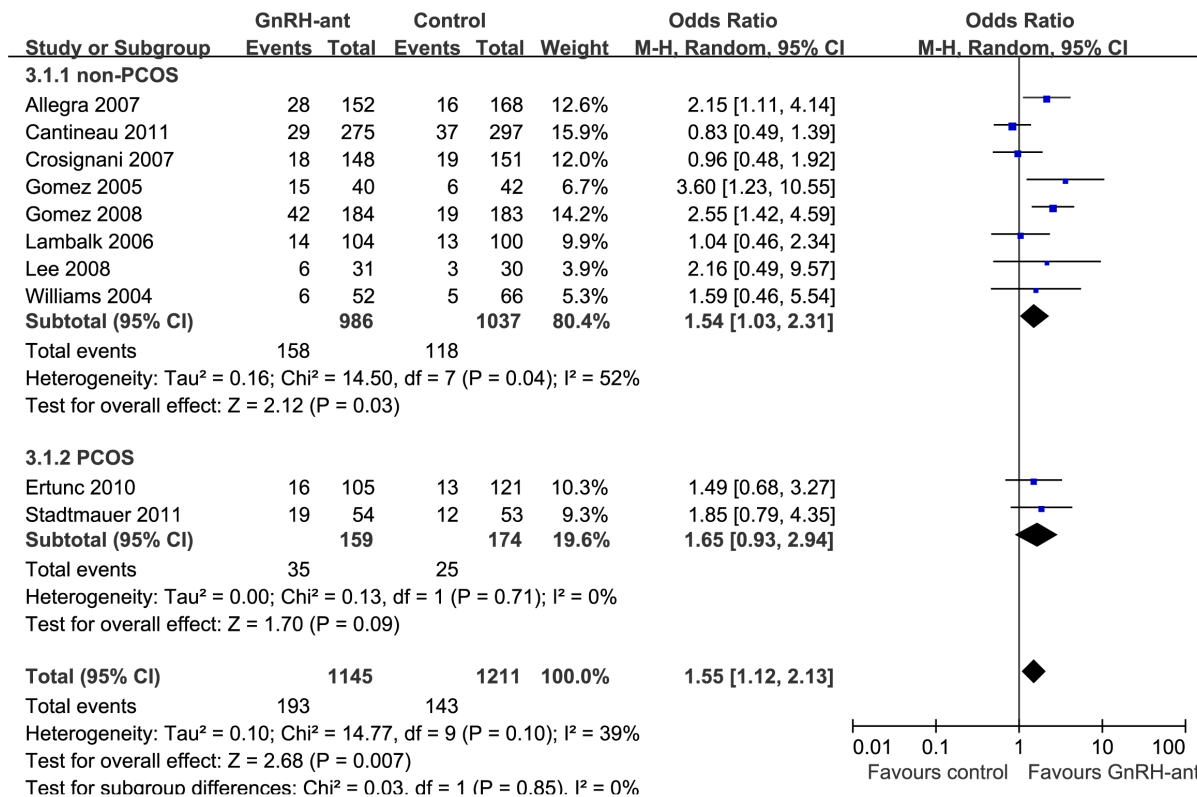 GnRH-ant Control Odds Ratio Odds Ratio
Study or Subgroup Events Total Events Total Weight M-H, Random, 95% CI M-H, Random, 95% CI
3.1.1 non-PCOS
Allegra 2007 28 152 16 168 12.6% 2.15 [1.11, 4.14]
Cantineau 2011 29 275 37 297 15.9% 0.83 [0.49, 1.39]
Crosignani 2007 18 148 19 151 12.0% 0.96 [0.48, 1.92]
Gomez 2005 15 40 6 42 6.7% 3.60 [1.23, 10.55]
Gomez 2008 42 184 19 183 14.2% 2.55 [1.42, 4.59]
Lambalk 2006 14 104 13 100 9.9% 1.04 [0.46, 2.34]
Lee 2008 6 31 3 30 3.9% 2.16 [0.49, 9.57]
Williams 2004 6 52 5 66 5.3% 1.59 [0.46, 5.54]
Subtotal (95% CI) 986 1037 80.4% 1.54 [1.03, 2.31]
Total events 158 118
Heterogeneity: Tau² = 0.16; Chi² = 14.50, df = 7 (P = 0.04); I² = 52%
Test for overall effect: Z = 2.12 (P = 0.03)
3.1.2 PCOS
Ertunc 2010 16 105 13 121 10.3% 1.49 [0.68, 3.27]
Stadtmauer 2011 19 54 12 53 9.3% 1.85 [0.79, 4.35]
Subtotal (95% CI) 159 174 19.6% 1.65 [0.93, 2.94]
Total events 35 25
Heterogeneity: Tau² = 0.00; Chi² = 0.13, df = 1 (P = 0.71); I² = 0%
Test for overall effect: Z = 1.70 (P = 0.09)
Total (95% CI) 1145 1211 100.0% 1.55 [1.12, 2.13]
Total events 193 143
Heterogeneity: Tau² = 0.10; Chi² = 14.77, df = 9 (P = 0.10); I² = 39%
Test for overall effect: Z = 2.68 (P = 0.007)
Test for subgroup differences: Chi² = 0.03, df = 1 (P = 0.85), I² = 0%
0.01 0.1 1 10 100
Favours control Favours GnRH-ant